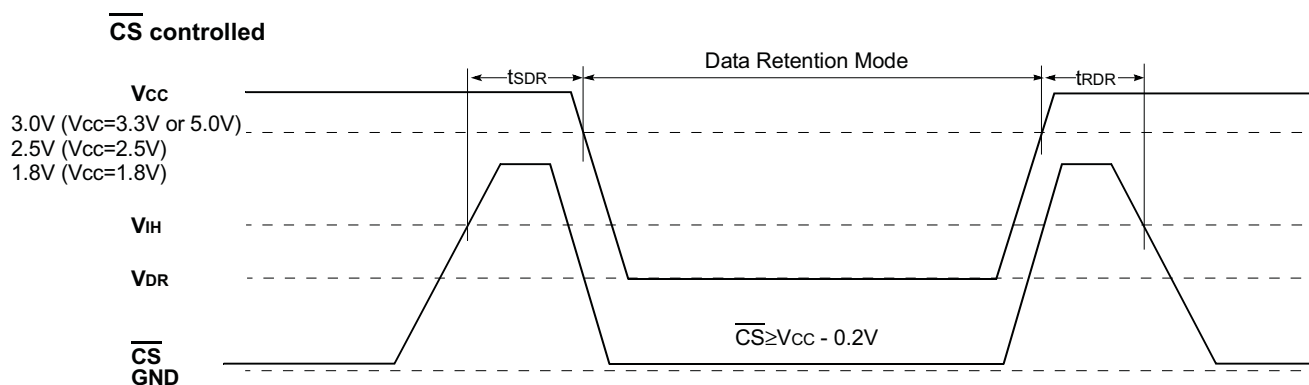 CS controlled
tSDR
Data Retention Mode
tRDR
VCC
3.0V (VCC=3.3V or 5.0V)
2.5V (VCC=2.5V)
1.8V (VCC=1.8V)
VIH
VDR
CS≥VCC - 0.2V
CS
GND